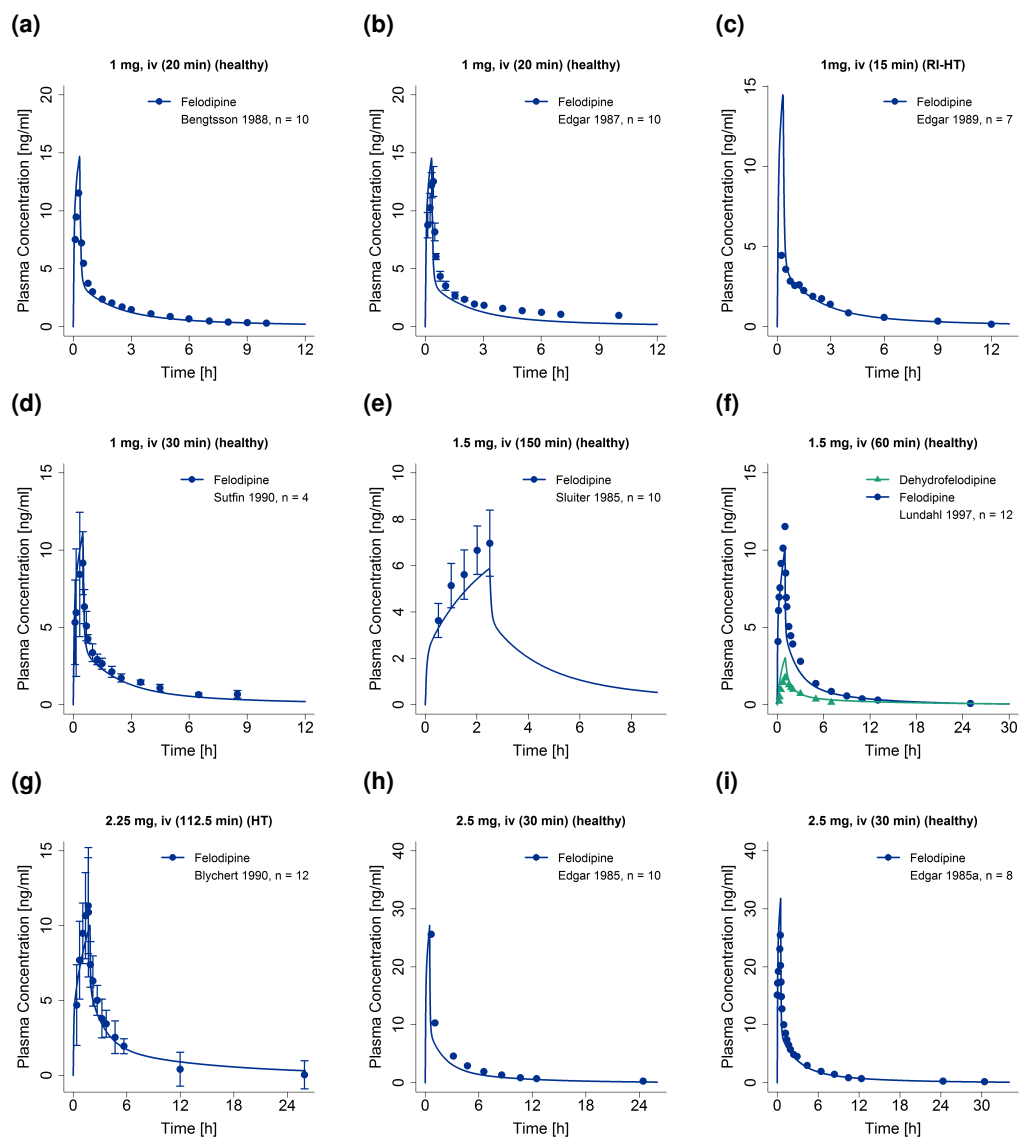 (a)
1 mg, iv (20 min) (healthy)
Felodipine
Bengtsson 1988, n = 10
Plasma Concentration [ng/ml]
0 5 10 15 20
0 3 6 9 12
Time [h]
(b)
1 mg, iv (20 min) (healthy)
Felodipine
Edgar 1987, n = 10
Plasma Concentration [ng/ml]
0 5 10 15 20
0 3 6 9 12
Time [h]
(c)
1mg, iv (15 min) (RI-HT)
Felodipine
Edgar 1989, n = 7
Plasma Concentration [ng/ml]
0 5 10 15
0 3 6 9 12
Time [h]
(d)
1 mg, iv (30 min) (healthy)
Felodipine
Sutfin 1990, n = 4
Plasma Concentration [ng/ml]
0 5 10 15
0 3 6 9 12
Time [h]
(e)
1.5 mg, iv (150 min) (healthy)
Felodipine
Sluiter 1985, n = 10
Plasma Concentration [ng/ml]
0 2 4 6 8 10
0 2 4 6 8
Time [h]
(f)
1.5 mg, iv (60 min) (healthy)
Dehydrofelodipine
Felodipine
Lundahl 1997, n = 12
Plasma Concentration [ng/ml]
0 5 10 15
0 6 12 18 24 30
Time [h]
(g)
2.25 mg, iv (112.5 min) (HT)
Felodipine
Blychert 1990, n = 12
Plasma Concentration [ng/ml]
0 5 10 15
0 6 12 18 24
Time [h]
(h)
2.5 mg, iv (30 min) (healthy)
Felodipine
Edgar 1985, n = 10
Plasma Concentration [ng/ml]
0 10 20 30 40
0 6 12 18 24
Time [h]
(i)
2.5 mg, iv (30 min) (healthy)
Felodipine
Edgar 1985a, n = 8
Plasma Concentration [ng/ml]
0 10 20 30 40
0 6 12 18 24 30
Time [h]